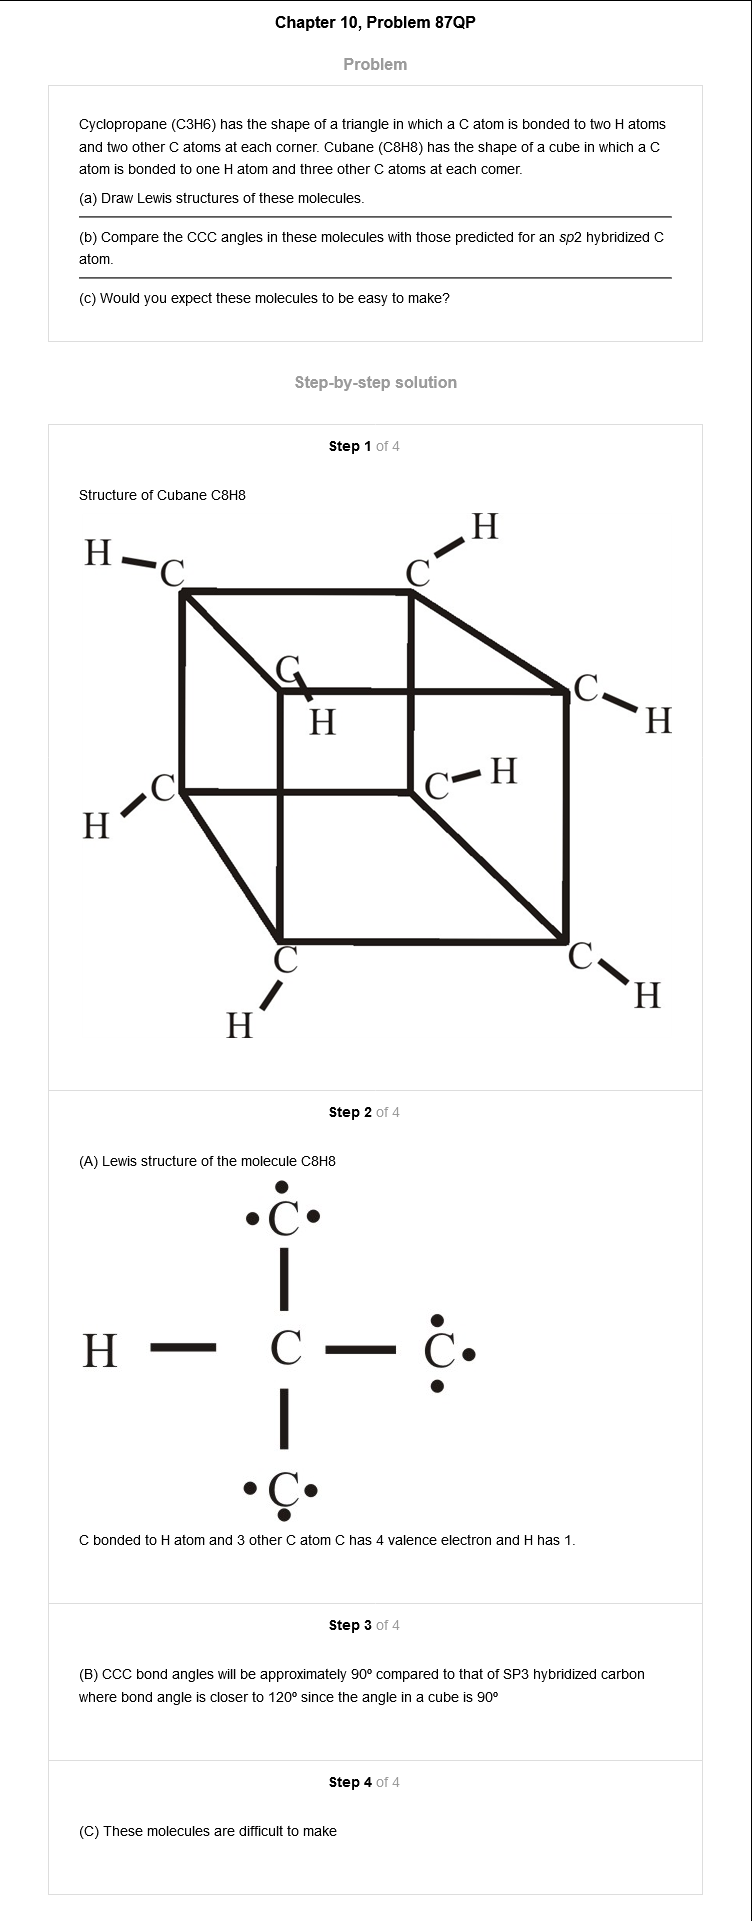 Chapter 10, Problem 87QP
Problem
Cyclopropane (C3H6) has the shape of a triangle in which a C atom is bonded to two H atoms
and two other C atoms at each corner. Cubane (C8H8) has the shape of a cube in which a C
atom is bonded to one H atom and three other C atoms at each comer.
(a) Draw Lewis structures of these molecules.
(b) Compare the CCC angles in these molecules with those predicted for an sp2 hybridized C
atom.
(c) Would you expect these molecules to be easy to make?
Step-by-step solution
Step 1 of 4
Structure of Cubane C8H8
H
H
C
C
C
C
H
H
C
C
H
H
C
C
H
H
Step 2 of 4
(A) Lewis structure of the molecule C8H8
C
H C C
C
C bonded to H atom and 3 other C atom C has 4 valence electron and H has 1.
Step 3 of 4
(B) CCC bond angles will be approximately 90º compared to that of SP3 hybridized carbon
where bond angle is closer to 120º since the angle in a cube is 90º
Step 4 of 4
(C) These molecules are difficult to make